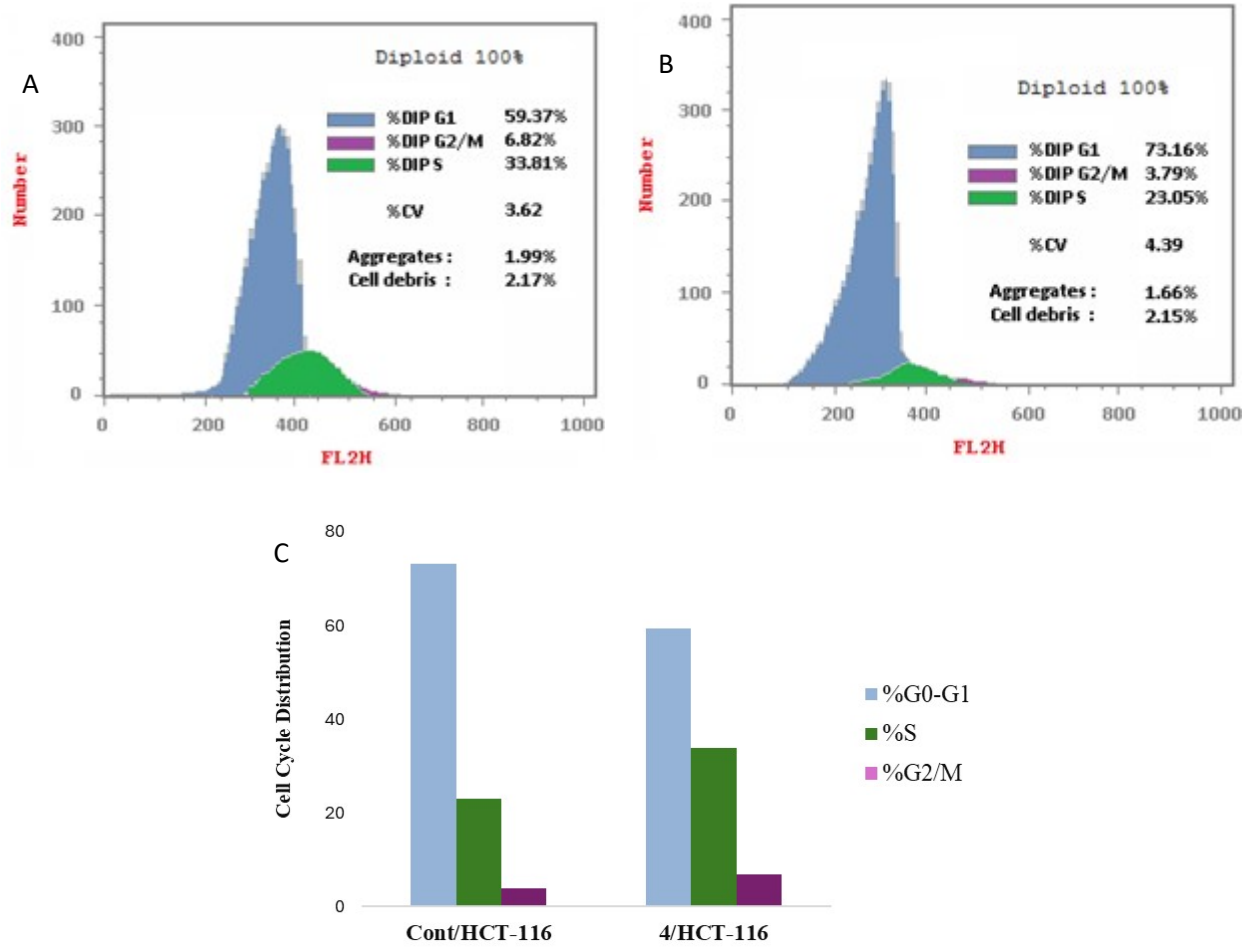 A
Diploid 100%
%DIP G1 59.37%
%DIP G2/M 6.82%
%DIP S 33.81%
%CV 3.62
Aggregates : 1.99%
Cell debris : 2.17%
Number
400
300
200
100
0
0 200 400 600 800 1000
FL2H
B
Diploid 100%
%DIP G1 73.16%
%DIP G2/M 3.79%
%DIP S 23.05%
%CV 4.39
Aggregates : 1.66%
Cell debris : 2.15%
Number
400
300
200
100
0
0 200 400 600 800 1000
FL2H
C
Cell Cycle Distribution
80
60
40
20
0
Cont/HCT-116 4/HCT-116
%G0-G1
%S
%G2/M